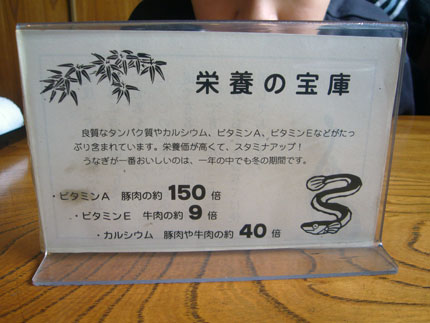 栄養の宝庫
良質なタンパク質やカルシウム、ビタミンA、ビタミンEなどがたっ
ぷり含まれています。栄養価が高くて、スタミナアップ！
うなぎが一番おいしいのは、一年の中でも冬の期間です。
・ビタミンA 豚肉の約150倍
・ビタミンE 牛肉の約9倍
・カルシウム 豚肉や牛肉の約40倍